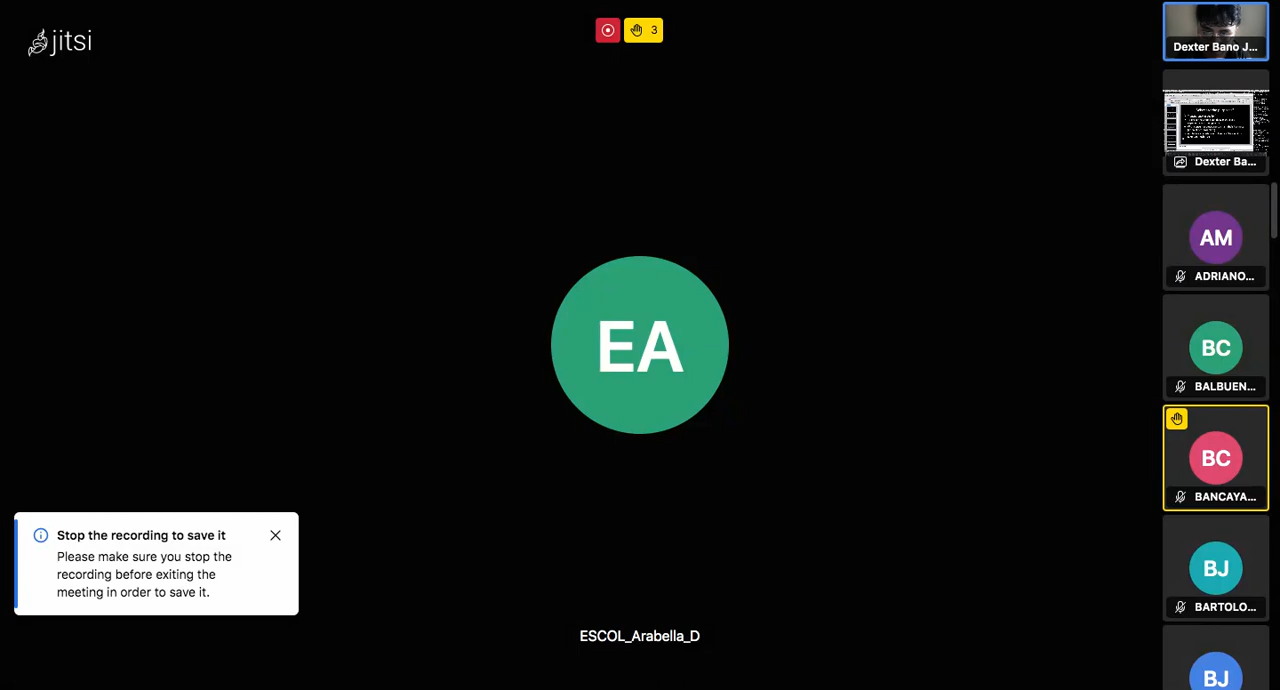 jitsi
3
Dexter Bano J...
Dexter Ba...
AM
ADRIANO...
BC
BALBUEN...
BC
BANCAYA...
BJ
BARTOLO...
BJ
EA
ESCOL_Arabella_D
Stop the recording to save it
Please make sure you stop the
recording before exiting the
meeting in order to save it.